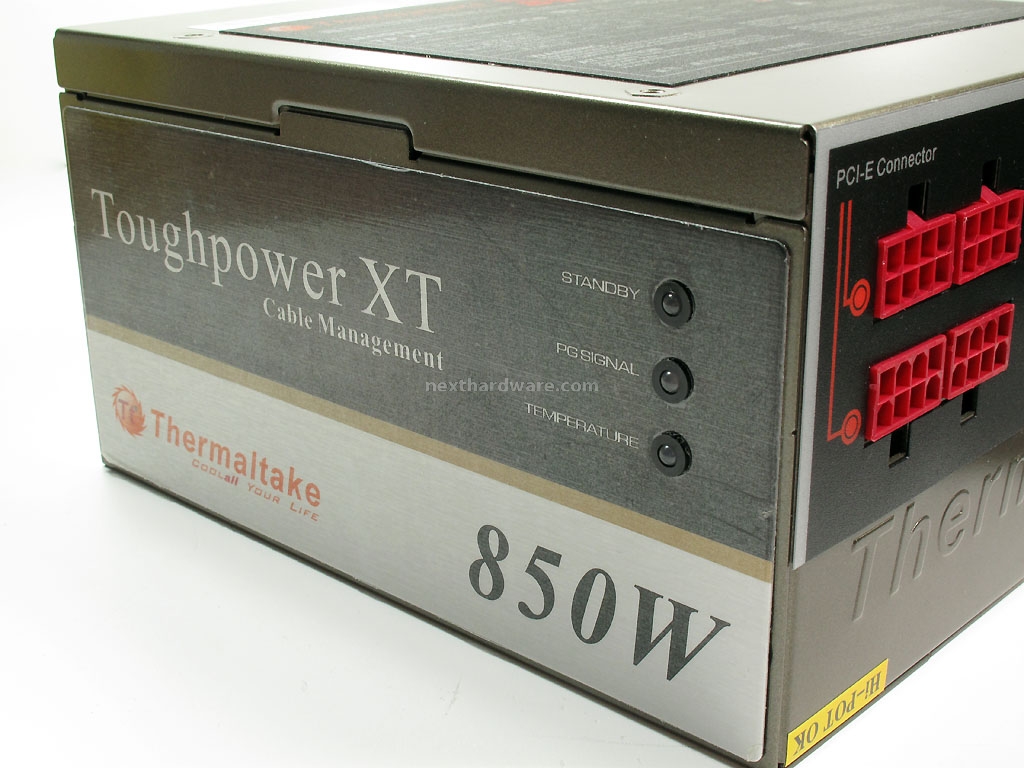 PCI-E Connector
Toughpower XT
Cable Management
STANDBY
PG SIGNAL
TEMPERATURE
nexthardware.com
Thermaltake
COOLall YOUR LIFE
850W
Therm
Hi-POT OK